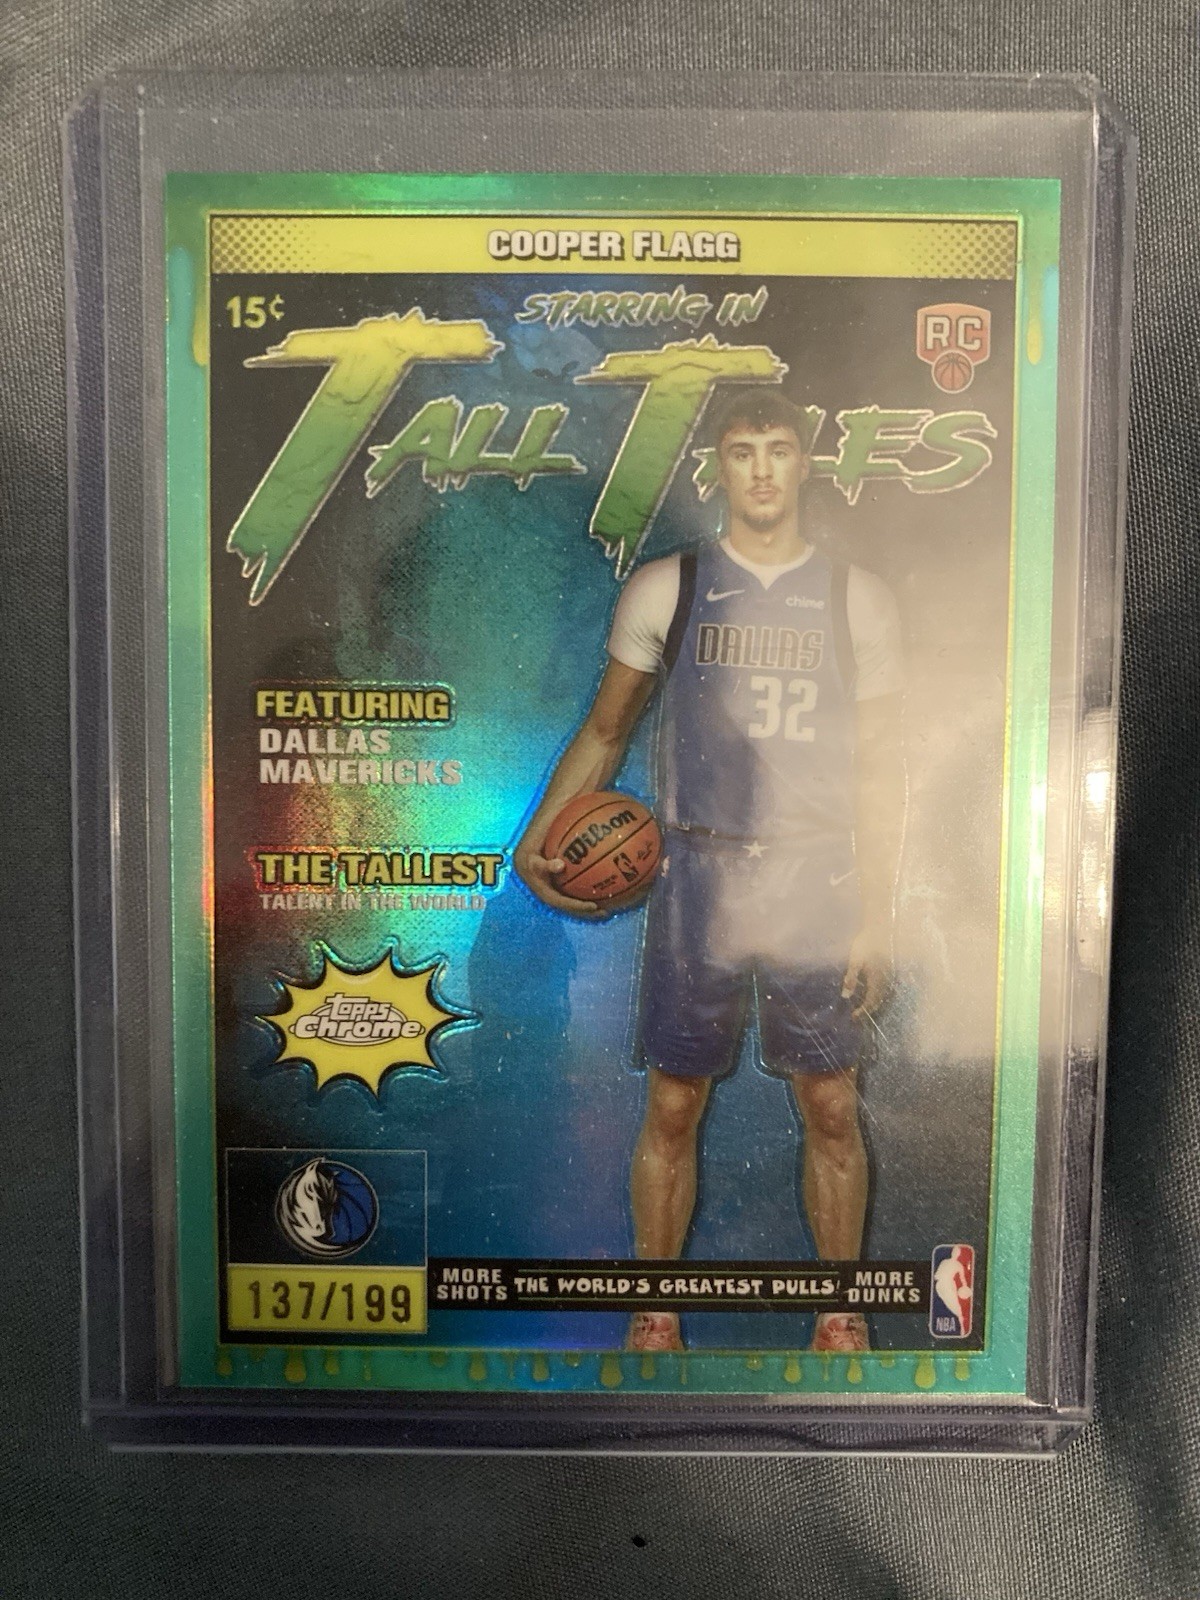 COOPER FLAGG
15¢
STARRING IN
TALL TALES
RC
chime
DALLAS
32
FEATURING
DALLAS
MAVERICKS
Wilson
THE TALLEST
TALENT IN THE WORLD
topps
Chrome
137/199
MORE
SHOTS
THE WORLD'S GREATEST PULLS!
MORE
DUNKS
NBA